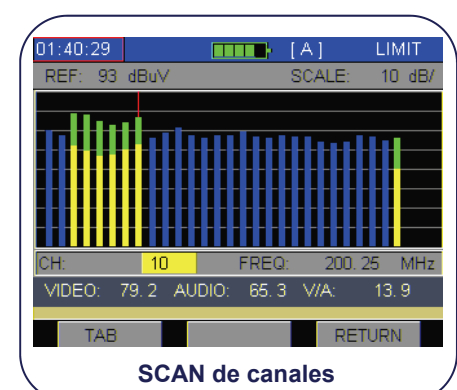 01:40:29 [ A ] LIMIT
REF: 93 dBuV SCALE: 10 dB/
CH: 10 FREQ: 200.25 MHz
VIDEO: 79.2 AUDIO: 65.3 V/A: 13.9
TAB RETURN
SCAN de canales